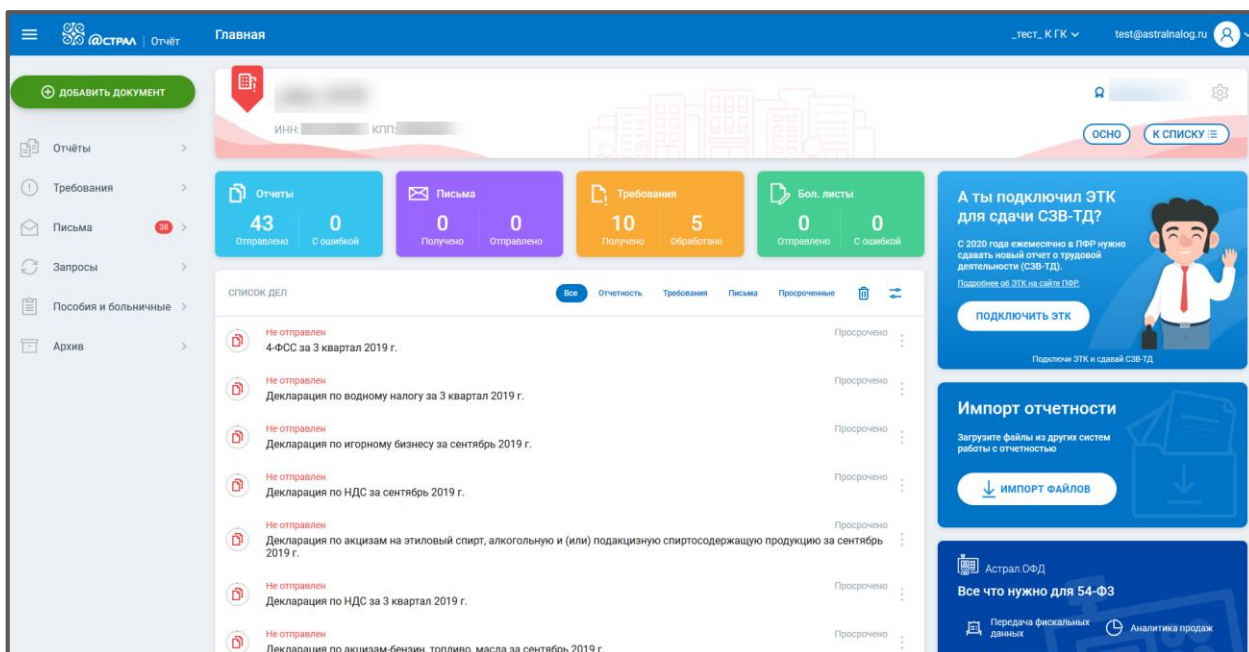 @СТРАЛ | Отчёт
Главная
_тест_ К ГК
test@astralnalog.ru
ДОБАВИТЬ ДОКУМЕНТ
Отчёты
Требования
Письма 38
Запросы
Пособия и больничные
Архив
ИНН: КПП:
ОСНО
К СПИСКУ
Отчеты
43 0
Отправлено С ошибкой
Письма
0 0
Получено Отправлено
Требования
10 5
Получено Обработано
Бол. листы
0 0
Отправлено С ошибкой
СПИСОК ДЕЛ
Все Отчетность Требования Письма Просроченные
Не отправлен Просрочено
4-ФСС за 3 квартал 2019 г.
Не отправлен Просрочено
Декларация по водному налогу за 3 квартал 2019 г.
Не отправлен Просрочено
Декларация по игорному бизнесу за сентябрь 2019 г.
Не отправлен Просрочено
Декларация по НДС за сентябрь 2019 г.
Не отправлен Просрочено
Декларация по акцизам на этиловый спирт, алкогольную и (или) подакцизную спиртосодержащую продукцию за сентябрь
2019 г.
Не отправлен Просрочено
Декларация по НДС за 3 квартал 2019 г.
Не отправлен Просрочено
Декларация по акцизам-бензин, топливо, масла за сентябрь 2019 г.
А ты подключил ЭТК
для сдачи СЗВ-ТД?
С 2020 года ежемесячно в ПФР нужно
сдавать новый отчет о трудовой
деятельности (СЗВ-ТД).
Подробнее об ЭТК на сайте ПФР.
ПОДКЛЮЧИТЬ ЭТК
Подключи ЭТК и сдавай СЗВ-ТД
Импорт отчетности
Загрузите файлы из других систем
работы с отчетностью
ИМПОРТ ФАЙЛОВ
Астрал.ОФД
Все что нужно для 54-ФЗ
Передача фискальных
данных
Аналитика продаж